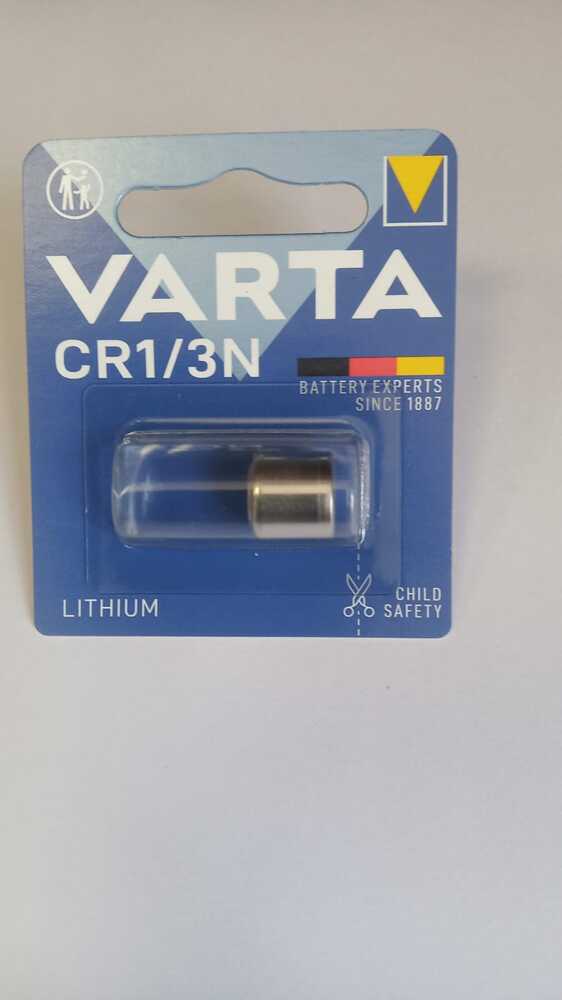 VARTA
CR1/3N
BATTERY EXPERTS
SINCE 1887
LITHIUM
CHILD
SAFETY